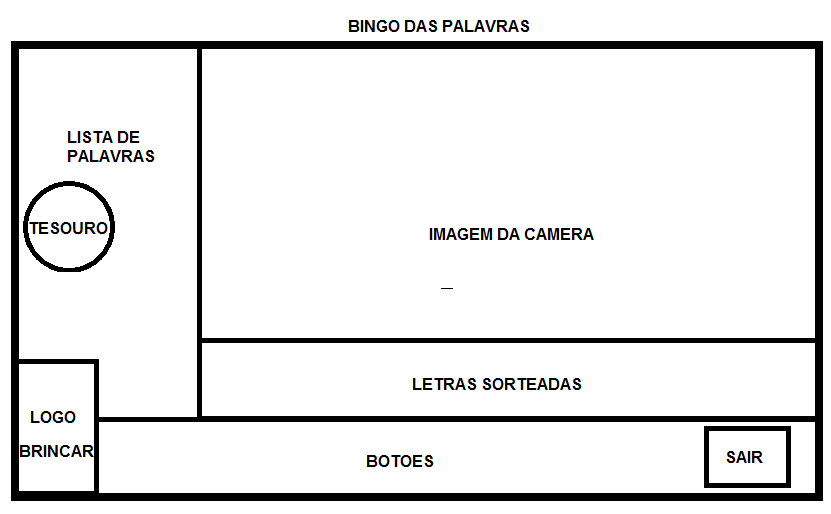 BINGO DAS PALAVRAS
LISTA DE
PALAVRAS
TESOURO
IMAGEM DA CAMERA
LETRAS SORTEADAS
LOGO
BRINCAR
BOTOES
SAIR